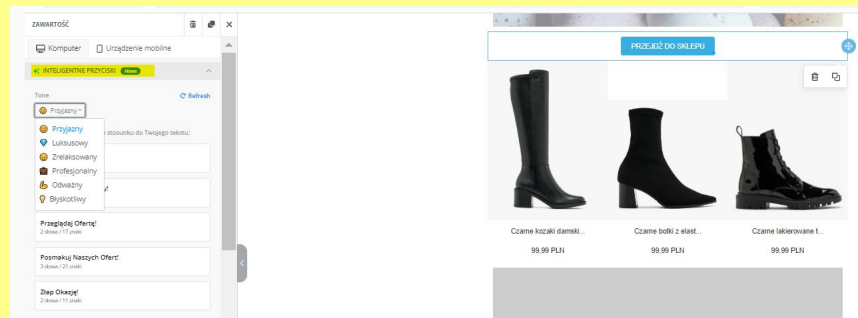 ZAWARTOŚĆ
Komputer
Urządzenie mobilne
INTELIGENTNE PRZYCISKI
Nowe
Tone
Refresh
Przyjazny
Przyjazny
stosunku do Twojego tekstu:
Luksusowy
Zrelaksowany
Profesjonalny
Odważny
Błyskotliwy
Przeglądaj Ofertę!
2 słowa / 17 znaki
Posmakuj Naszych Ofert!
3 słowa / 21 znaki
Złap Okazję!
2 słowa / 11 znaki
PRZEJDŹ DO SKLEPU
Czarne kozaki damski...
Czarne botki z elast...
Czarne lakierowane t...
99,99 PLN
99,99 PLN
99,99 PLN